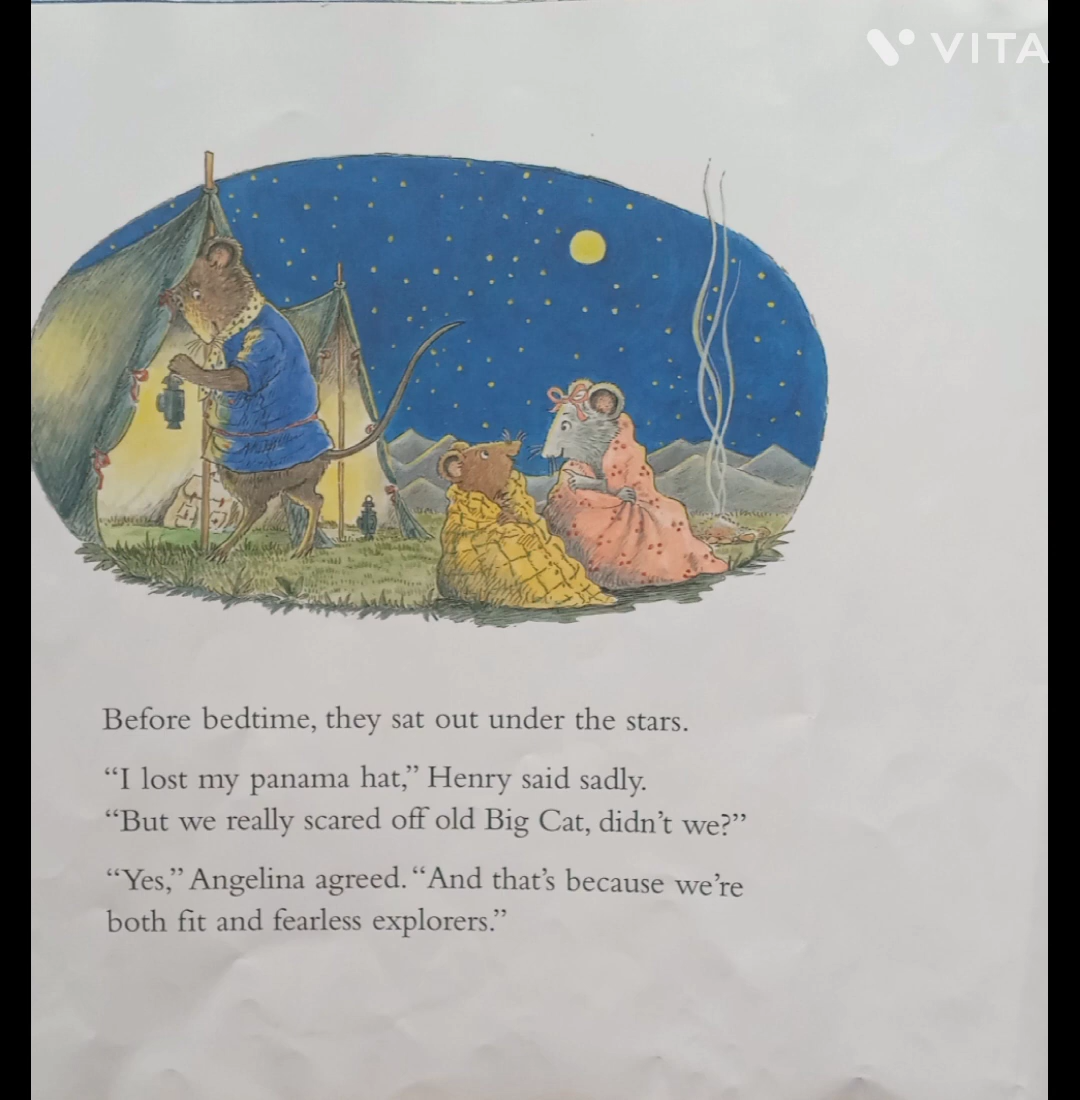 VITA
Before bedtime, they sat out under the stars.
“I lost my panama hat,” Henry said sadly.
“But we really scared off old Big Cat, didn’t we?”
“Yes,” Angelina agreed. “And that’s because we’re
both fit and fearless explorers.”